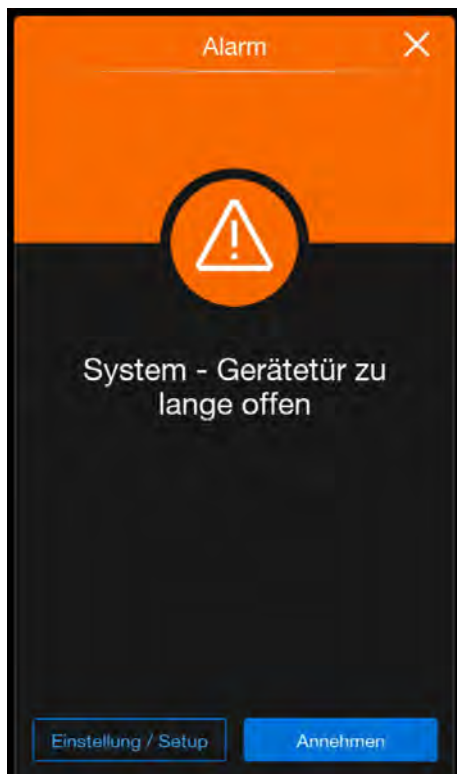 Alarm
System - Gerätetür zu
lange offen
Einstellung / Setup
Annehmen